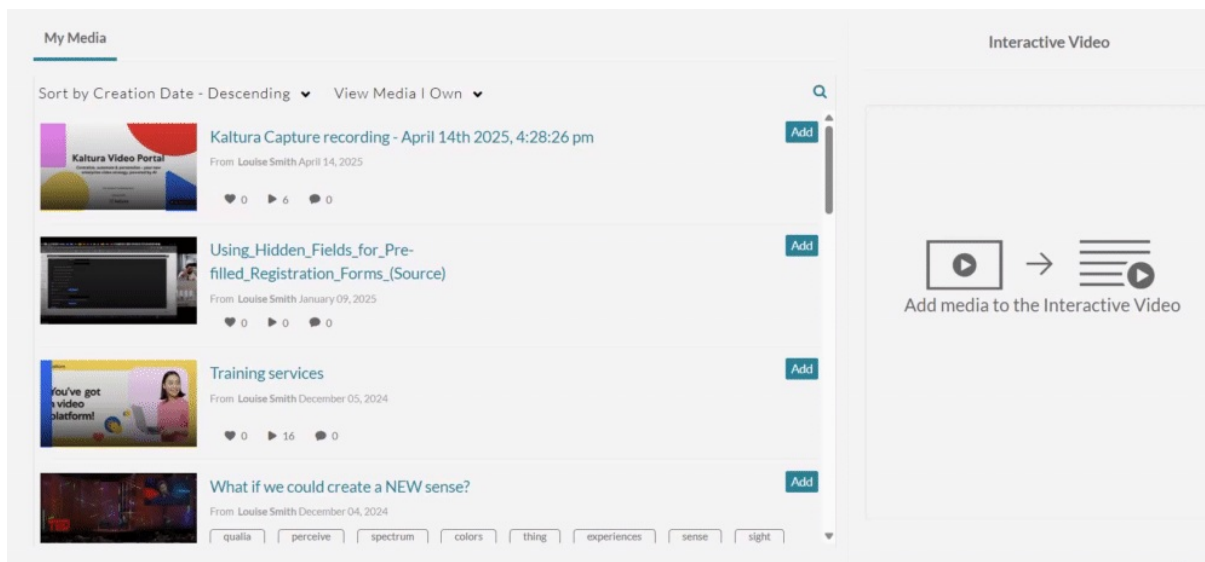 My Media
Interactive Video
Sort by Creation Date - Descending
View Media I Own
Kaltura Video Portal
Kaltura Capture recording - April 14th 2025, 4:28:26 pm
Add
From Louise Smith April 14, 2025
0 6 0
Using_Hidden_Fields_for_Pre-
filled_Registration_Forms_(Source)
Add
From Louise Smith January 09, 2025
0 0 0
You've got
a video
platform!
Training services
Add
From Louise Smith December 05, 2024
0 16 0
TED
What if we could create a NEW sense?
Add
From Louise Smith December 04, 2024
qualia perceive spectrum colors thing experiences sense sight
Add media to the Interactive Video